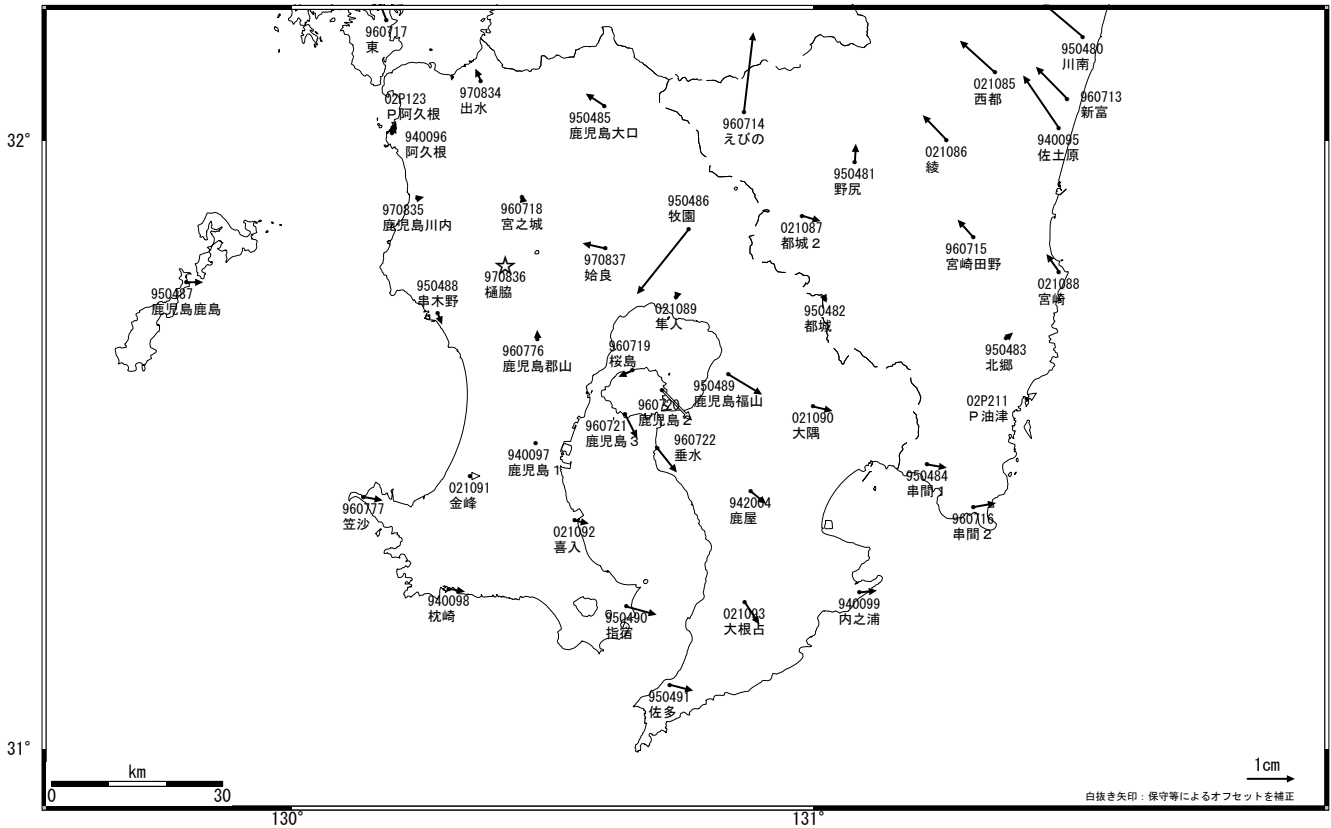 960717
東
02P123
P阿久根
940096
阿久根
970834
出水
950485
鹿児島大口
960714
えびの
950480
川南
021085
西都
960713
新富
940095
佐土原
021086
綾
950481
野尻
32°
970835
鹿児島川内
960718
宮之城
950486
牧園
021087
都城2
960715
宮崎田野
970837
姶良
970836
樋脇
950487
鹿児島鹿島
950488
串木野
021089
隼人
950482
都城
021088
宮崎
960776
鹿児島郡山
960719
桜島
950483
北郷
950489
鹿児島福山
960720
鹿児島2
960721
鹿児島3
021090
大隅
02P211
P油津
960722
垂水
940097
鹿児島1
021091
金峰
950484
串間1
960777
笠沙
942004
鹿屋
960716
串間2
021092
喜入
940098
枕崎
950490
指宿
021093
大根占
940099
内之浦
950491
佐多
31°
km
0
30
1cm
白抜き矢印:保守等によるオフセットを補正
130°
131°